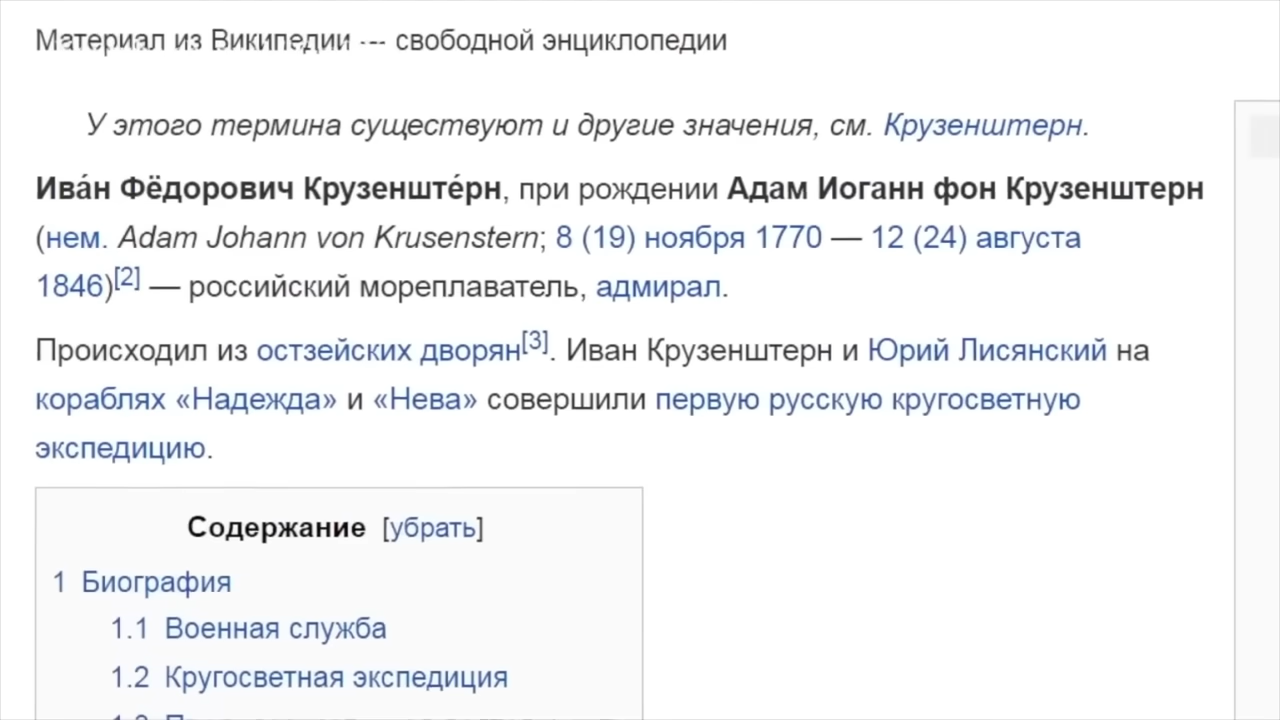 Материал из Википедии --- свободной энциклопедии
У этого термина существуют и другие значения, см. Крузенштерн.
Ива́н Фёдорович Крузенште́рн, при рождении Адам Иоганн фон Крузенштерн
(нем. Adam Johann von Krusenstern; 8 (19) ноября 1770 — 12 (24) августа
1846)[2] — российский мореплаватель, адмирал.
Происходил из остзейских дворян[3]. Иван Крузенштерн и Юрий Лисянский на
кораблях «Надежда» и «Нева» совершили первую русскую кругосветную
экспедицию.
Содержание [убрать]
1 Биография
1.1 Военная служба
1.2 Кругосветная экспедиция